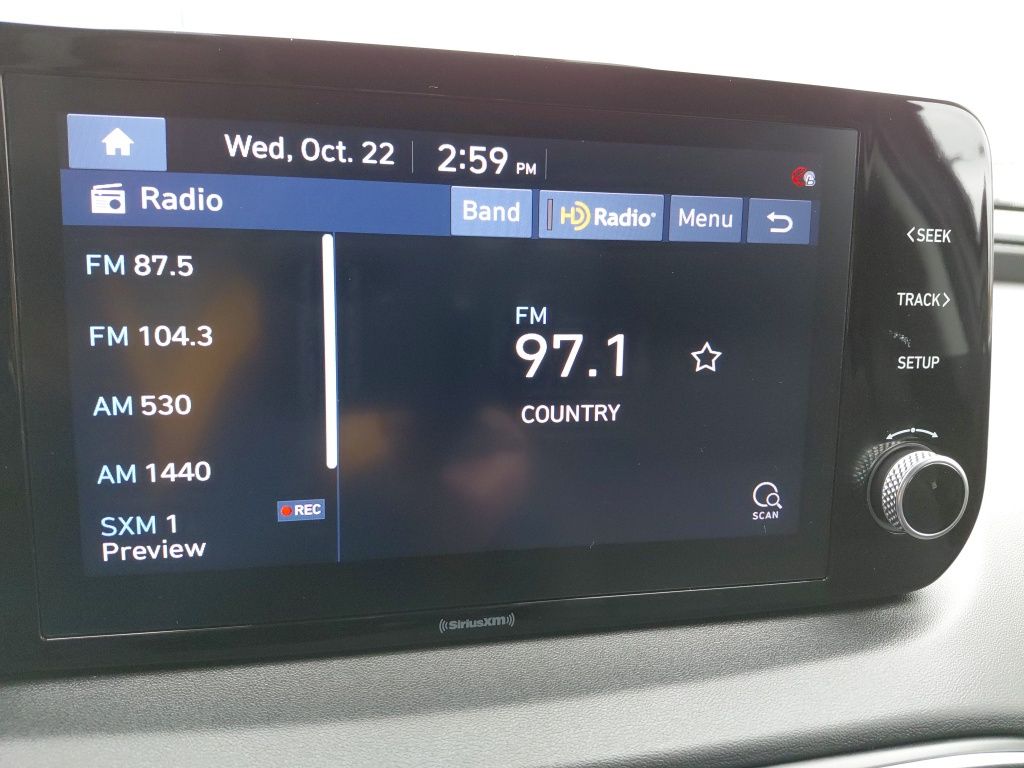 Wed, Oct. 22 2:59 PM
Radio Band HD Radio Menu
FM 87.5
FM 104.3
AM 530
AM 1440
SXM 1 REC
Preview
FM
97.1
COUNTRY
SCAN
SEEK
TRACK
SETUP
SiriusXM